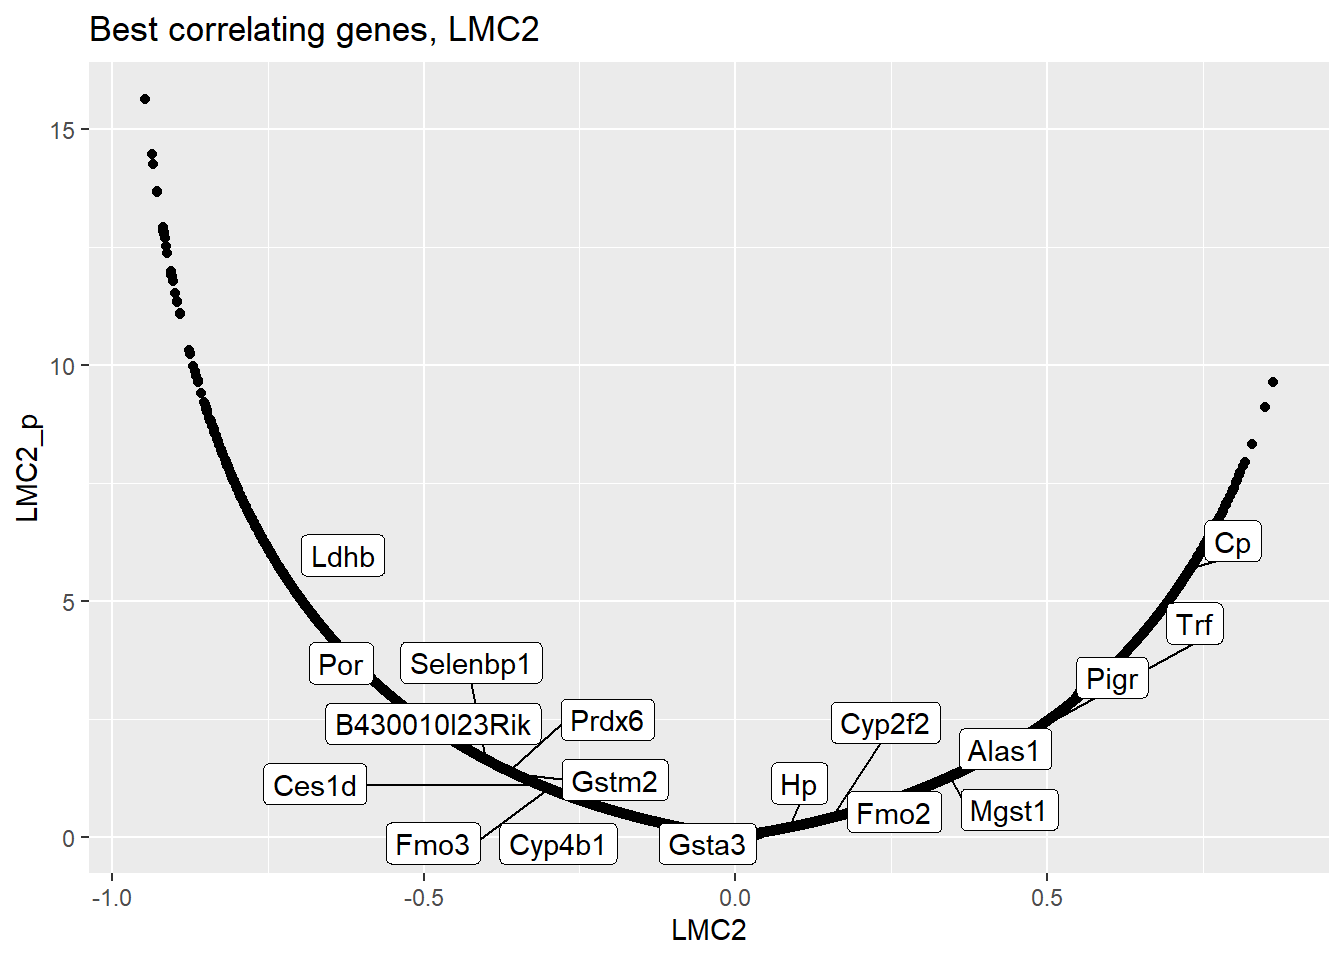 Best correlating genes, LMC2
15
10
5
0
LMC2_p
Ldhb
Cp
Trf
Por
Selenbp1
Pigr
B430010I23Rik
Prdx6
Cyp2f2
Alas1
Ces1d
Gstm2
Hp
Fmo2
Mgst1
Fmo3
Cyp4b1
Gsta3
-1.0
-0.5
0.0
0.5
LMC2